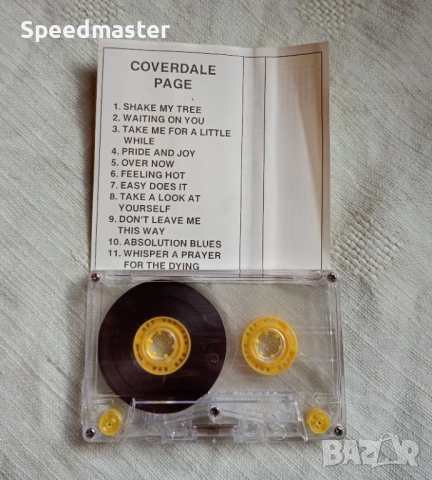 Speedmaster
COVERDALE
PAGE
1. SHAKE MY TREE
2. WAITING ON YOU
3. TAKE ME FOR A LITTLE
WHILE
4. PRIDE AND JOY
5. OVER NOW
6. FEELING HOT
7. EASY DOES IT
8. TAKE A LOOK AT
YOURSELF
9. DON'T LEAVE ME
THIS WAY
10. ABSOLUTION BLUES
11. WHISPER A PRAYER
FOR THE DYING
BAZAR